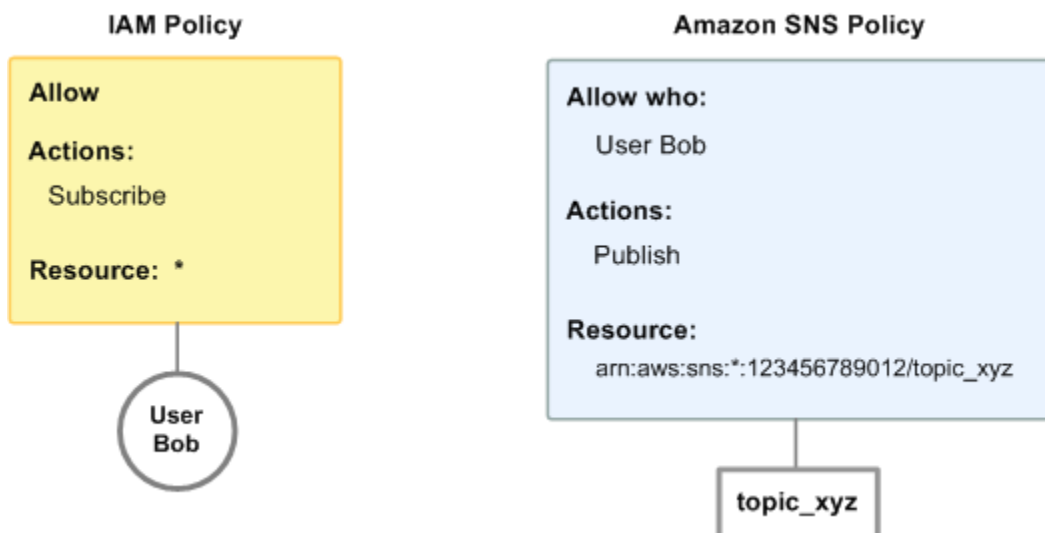 IAM Policy
Allow
Actions:
Subscribe
Resource: *
User
Bob
Amazon SNS Policy
Allow who:
User Bob
Actions:
Publish
Resource:
arn:aws:sns:*:123456789012/topic_xyz
topic_xyz